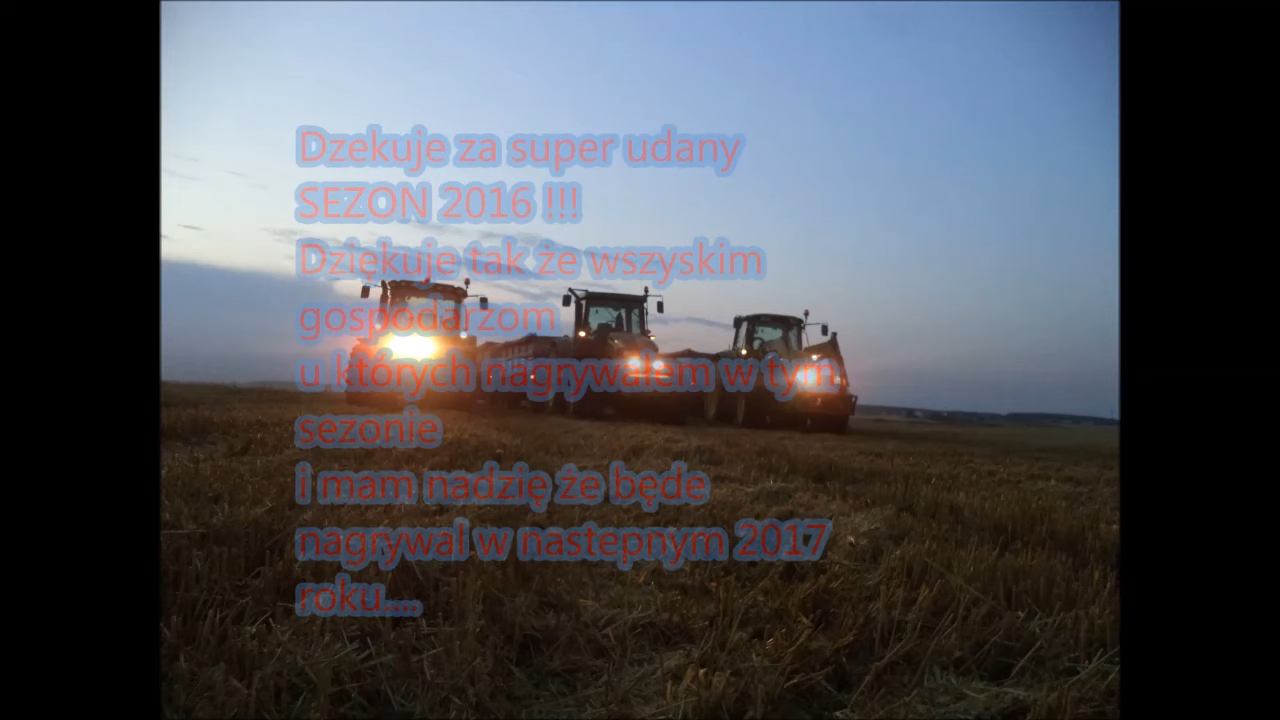 Dzekuje za super udany
SEZON 2016 !!!
Dziękuje tak że wszyskim
gospodarzom
u których nagrywałem w tym
sezonie
i mam nadzię że będe
nagrywal w nastepnym 2017
roku....